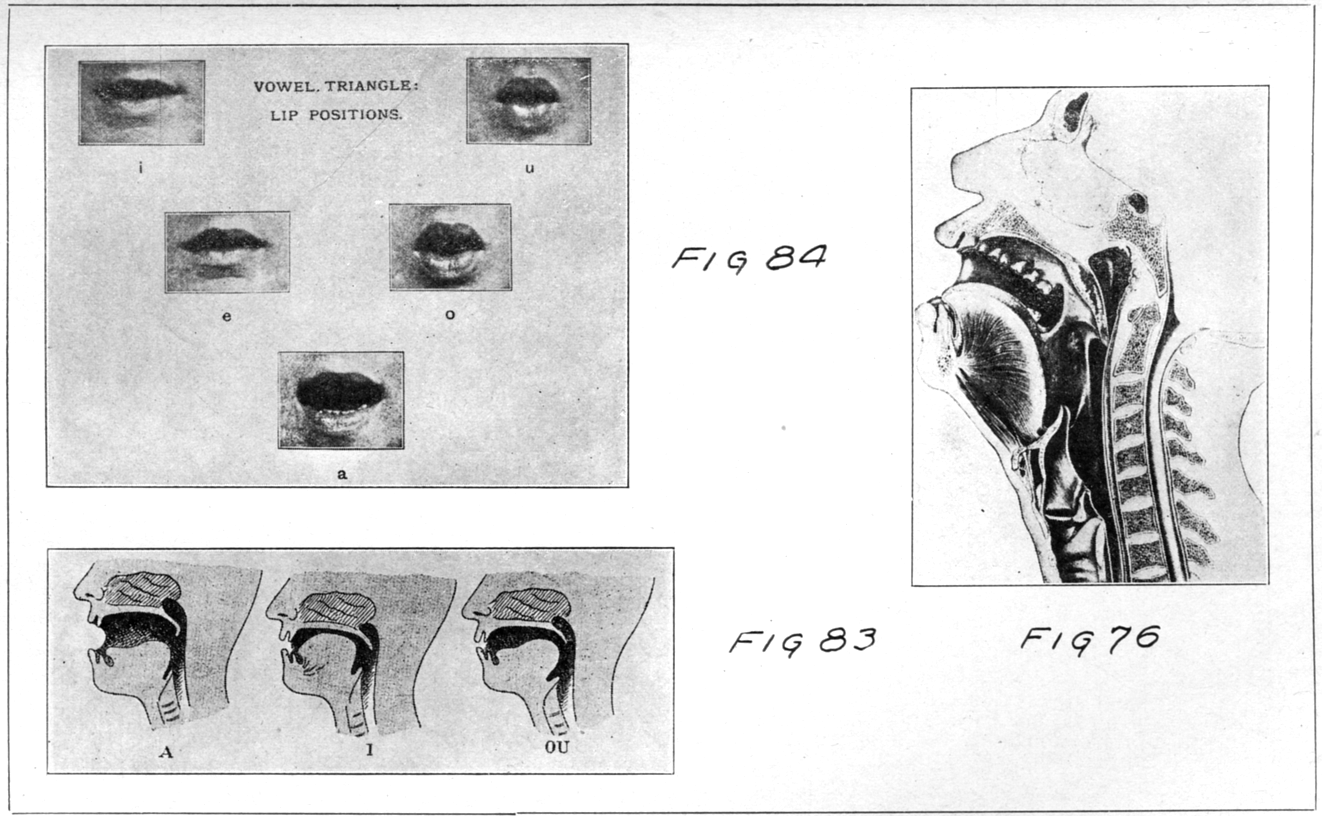 VOWEL. TRIANGLE:
LIP POSITIONS.
i
u
e
o
a
FIG 84
A
I
OU
FIG 83
FIG 76